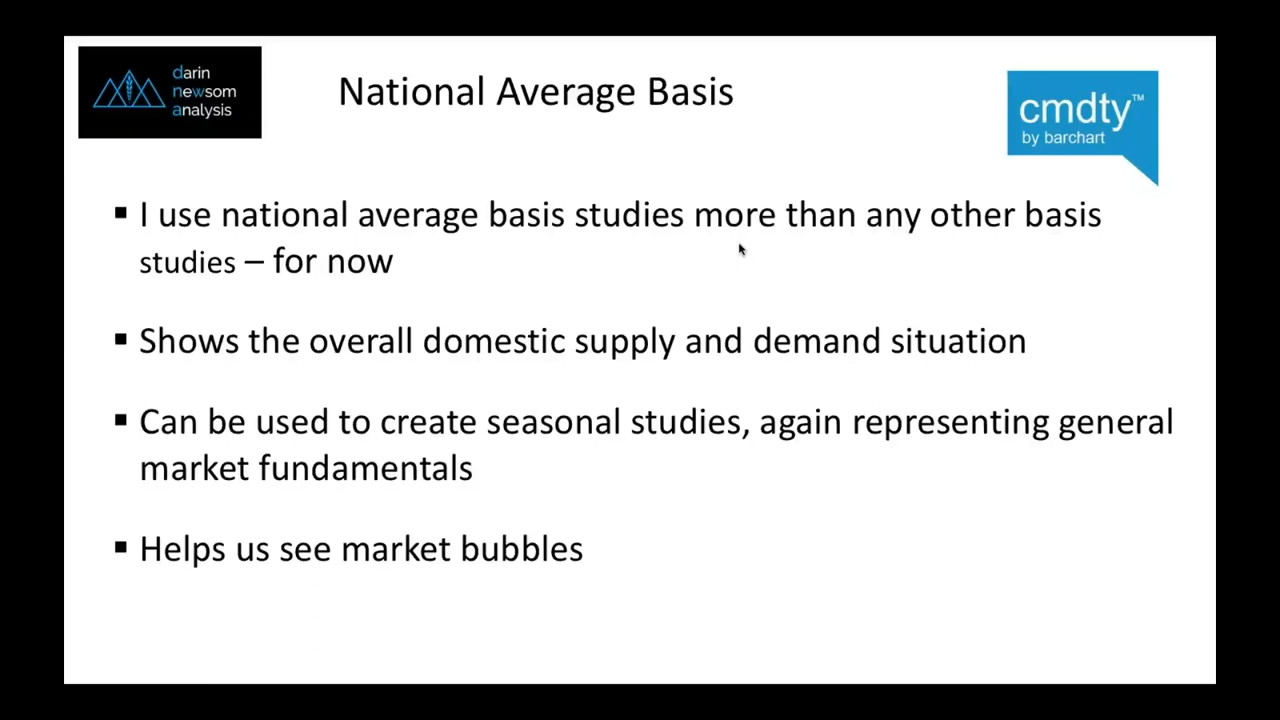 darin
newsom
analysis
National Average Basis
cmdty™
by barchart
▪ I use national average basis studies more than any other basis
studies – for now
▪ Shows the overall domestic supply and demand situation
▪ Can be used to create seasonal studies, again representing general
market fundamentals
▪ Helps us see market bubbles